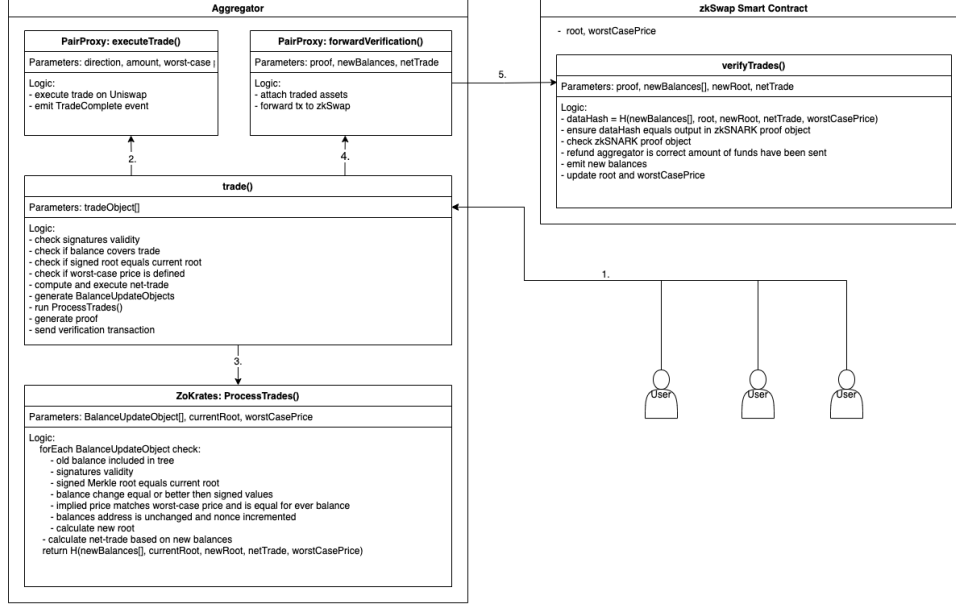 Aggregator
PairProxy: executeTrade()
Parameters: direction, amount, worst-case
Logic:
- execute trade on Uniswap
- emit TradeComplete event
PairProxy: forwardVerification()
Parameters: proof, newBalances, netTrade
Logic:
- attach traded assets
- forward tx to zkSwap
2.
4.
trade()
Parameters: tradeObject[]
Logic:
- check signatures validity
- check if balance covers trade
- check if signed root equals current root
- check if worst-case price is defined
- compute and execute net-trade
- generate BalanceUpdateObjects
- run ProcessTrades()
- generate proof
- send verification transaction
3.
ZoKrates: ProcessTrades()
Parameters: BalanceUpdateObject[], currentRoot, worstCasePrice
Logic:
forEach BalanceUpdateObject check:
- old balance included in tree
- signatures validity
- signed Merkle root equals current root
- balance change equal or better then signed values
- implied price matches worst-case price and is equal for ever balance
- balances address is unchanged and nonce incremented
- calculate new root
- calculate net-trade based on new balances
return H(newBalances[], currentRoot, newRoot, netTrade, worstCasePrice)
5.
zkSwap Smart Contract
- root, worstCasePrice
verifyTrades()
Parameters: proof, newBalances[], newRoot, netTrade
Logic:
- dataHash = H(newBalances[], root, newRoot, netTrade, worstCasePrice)
- ensure dataHash equals output in zkSNARK proof object
- check zkSNARK proof object
- refund aggregator is correct amount of funds have been sent
- emit new balances
- update root and worstCasePrice
1.
User
User
User